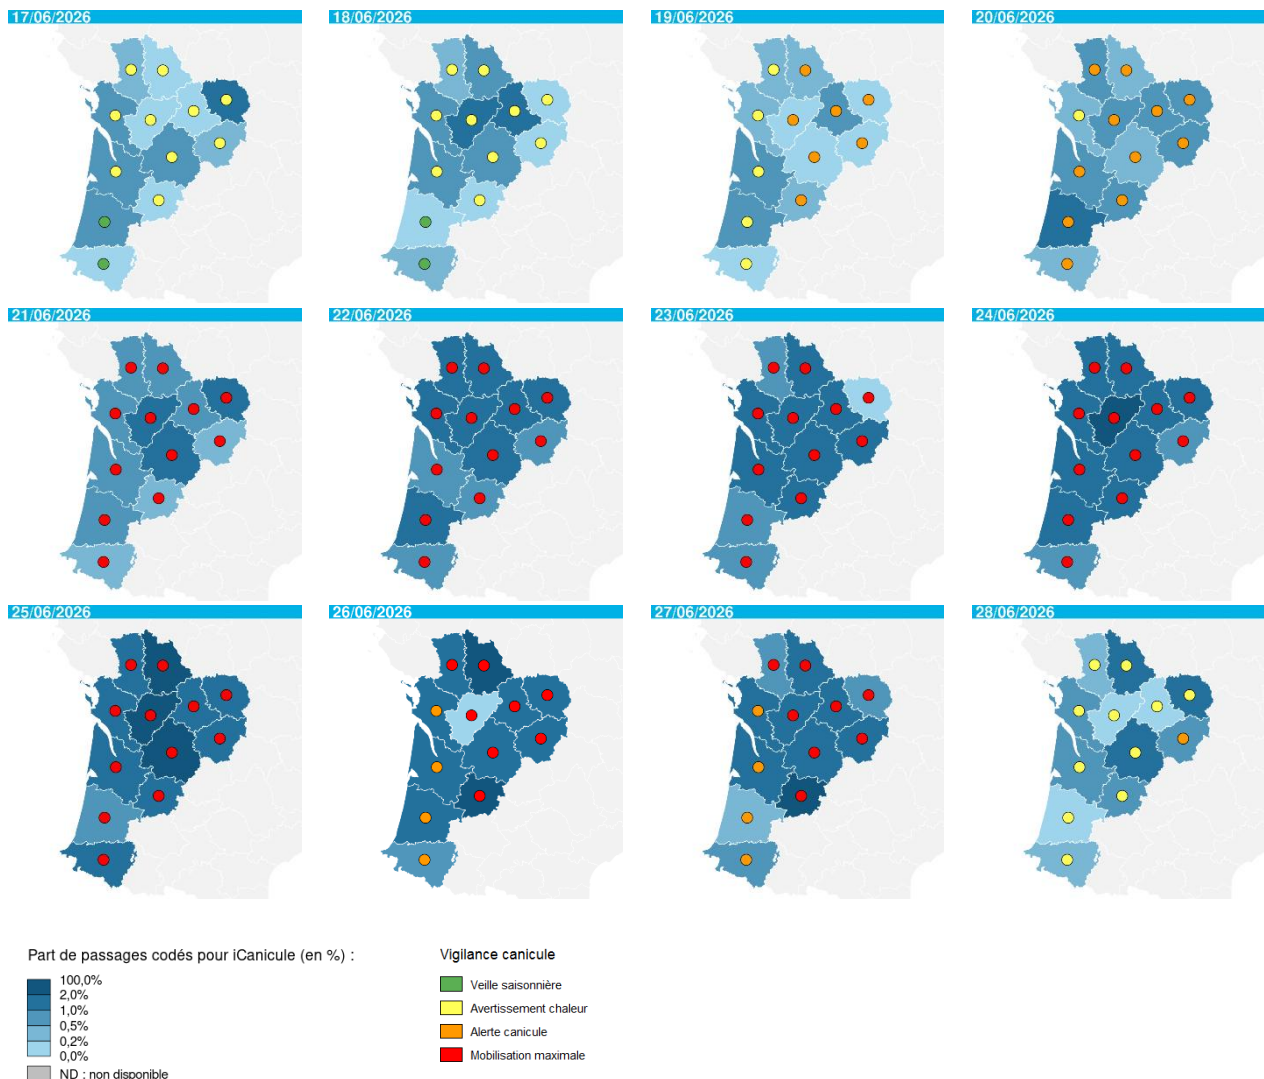 17/06/2026
18/06/2026
19/06/2026
20/06/2026
21/06/2026
22/06/2026
23/06/2026
24/06/2026
25/06/2026
26/06/2026
27/06/2026
28/06/2026
Part de passages codés pour iCanicule (en %) :
100,0%
2,0%
1,0%
0,5%
0,2%
0,0%
ND : non disponible
Vigilance canicule
Veille saisonnière
Avertissement chaleur
Alerte canicule
Mobilisation maximale